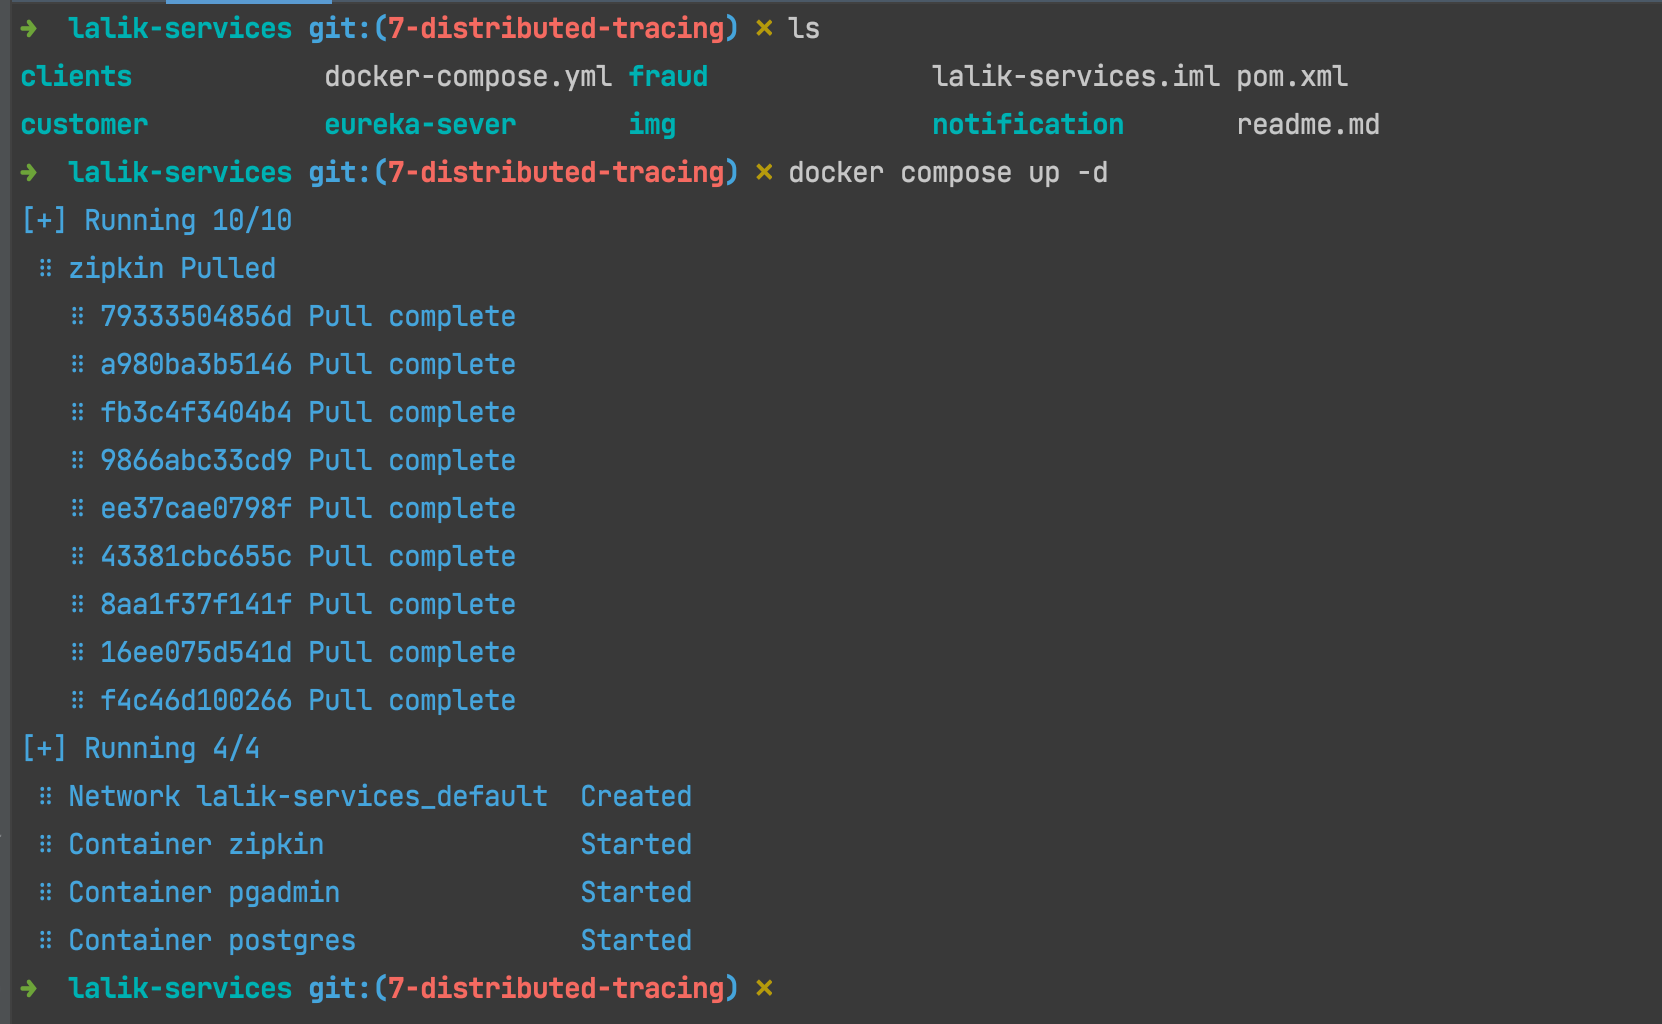 ➜ lalik-services git:(7-distributed-tracing) ✗ ls
clients docker-compose.yml fraud lalik-services.iml pom.xml
customer eureka-sever img notification readme.md
➜ lalik-services git:(7-distributed-tracing) ✗ docker compose up -d
[+] Running 10/10
⠿ zipkin Pulled
⠿ 79333504856d Pull complete
⠿ a980ba3b5146 Pull complete
⠿ fb3c4f3404b4 Pull complete
⠿ 9866abc33cd9 Pull complete
⠿ ee37cae0798f Pull complete
⠿ 43381cbc655c Pull complete
⠿ 8aa1f37f141f Pull complete
⠿ 16ee075d541d Pull complete
⠿ f4c46d100266 Pull complete
[+] Running 4/4
⠿ Network lalik-services_default Created
⠿ Container zipkin Started
⠿ Container pgadmin Started
⠿ Container postgres Started
➜ lalik-services git:(7-distributed-tracing) ✗